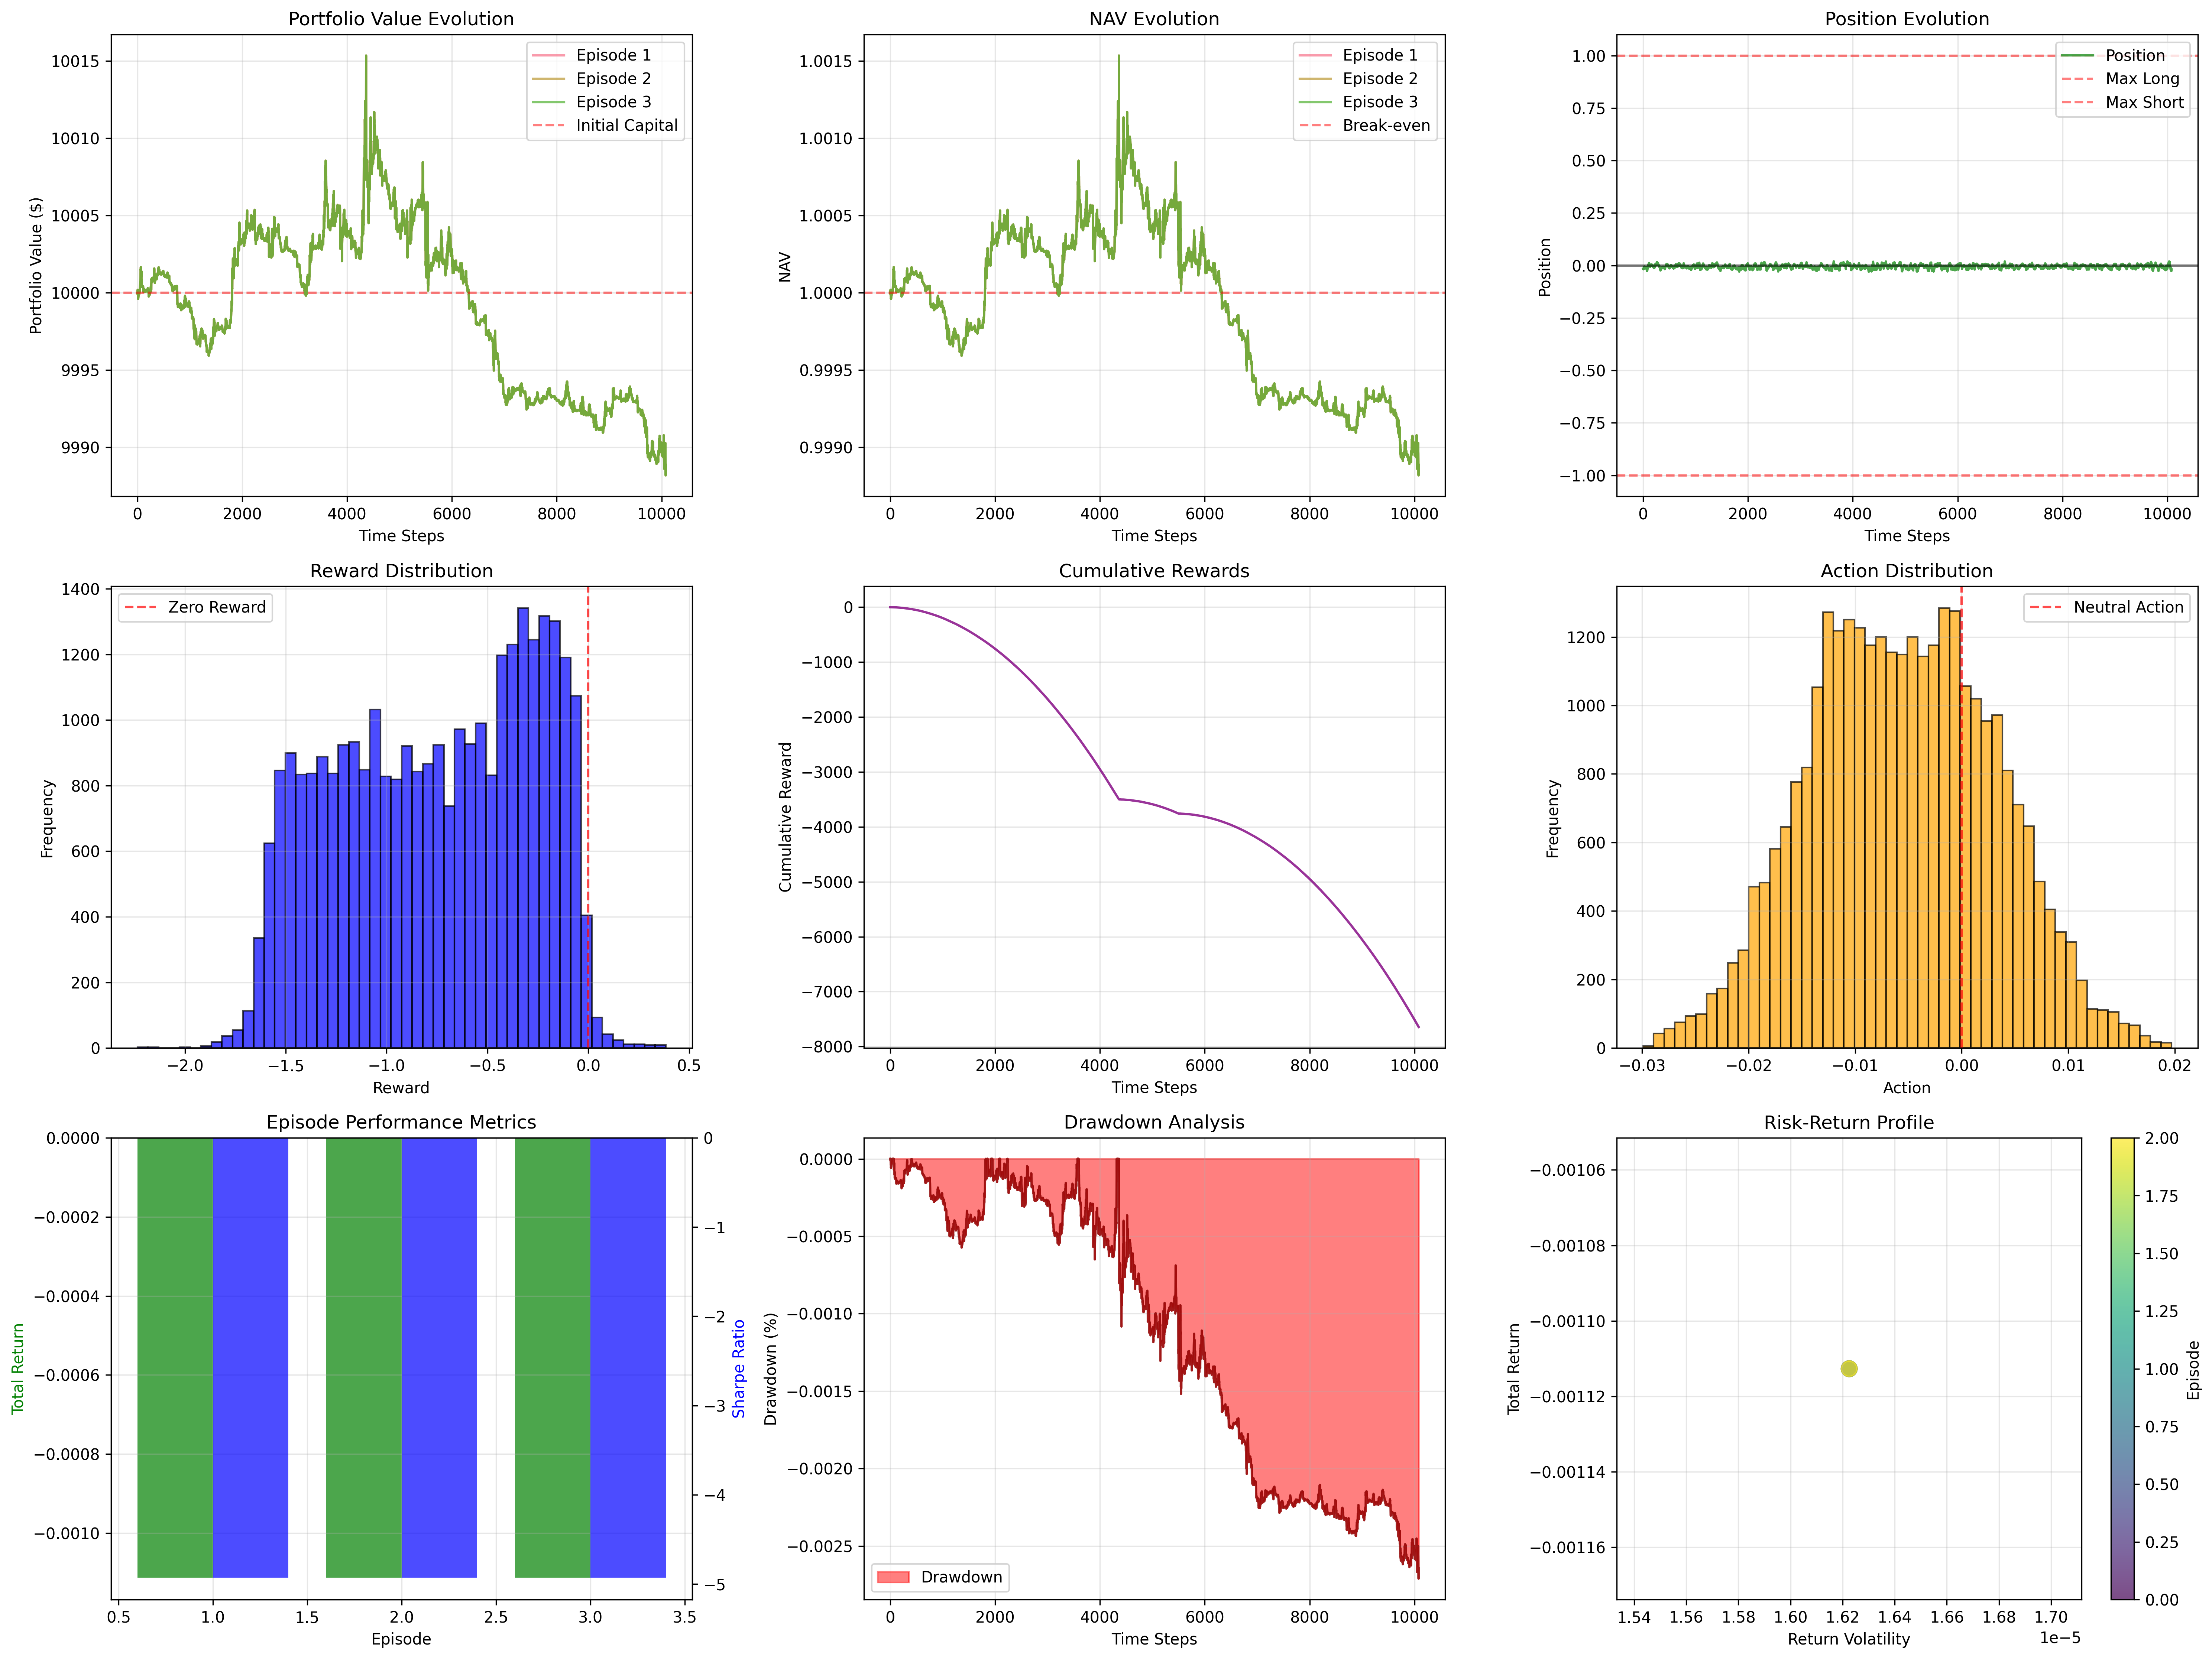 Portfolio Value Evolution
Portfolio Value ($)
10015
10010
10005
10000
9995
9990
Episode 1
Episode 2
Episode 3
Initial Capital
0 2000 4000 6000 8000 10000
Time Steps
NAV Evolution
NAV
1.0015
1.0010
1.0005
1.0000
0.9995
0.9990
Episode 1
Episode 2
Episode 3
Break-even
0 2000 4000 6000 8000 10000
Time Steps
Position Evolution
Position
1.00
0.75
0.50
0.25
0.00
−0.25
−0.50
−0.75
−1.00
Position
Max Long
Max Short
0 2000 4000 6000 8000 10000
Time Steps
Reward Distribution
Frequency
1400
1200
1000
800
600
400
200
0
Zero Reward
−2.0 −1.5 −1.0 −0.5 0.0 0.5
Reward
Cumulative Rewards
Cumulative Reward
0
−1000
−2000
−3000
−4000
−5000
−6000
−7000
−8000
0 2000 4000 6000 8000 10000
Time Steps
Action Distribution
Frequency
1200
1000
800
600
400
200
0
Neutral Action
−0.03 −0.02 −0.01 0.00 0.01 0.02
Action
Episode Performance Metrics
Total Return
0.0000
−0.0002
−0.0004
−0.0006
−0.0008
−0.0010
0
−1
−2
−3
−4
−5
Sharpe Ratio
0.5 1.0 1.5 2.0 2.5 3.0 3.5
Episode
Drawdown Analysis
Drawdown (%)
0.0000
−0.0005
−0.0010
−0.0015
−0.0020
−0.0025
Drawdown
0 2000 4000 6000 8000 10000
Time Steps
Risk-Return Profile
Total Return
−0.00106
−0.00108
−0.00110
−0.00112
−0.00114
−0.00116
1.54 1.56 1.58 1.60 1.62 1.64 1.66 1.68 1.70
1e−5
Return Volatility
2.00
1.75
1.50
1.25
1.00
0.75
0.50
0.25
0.00
Episode